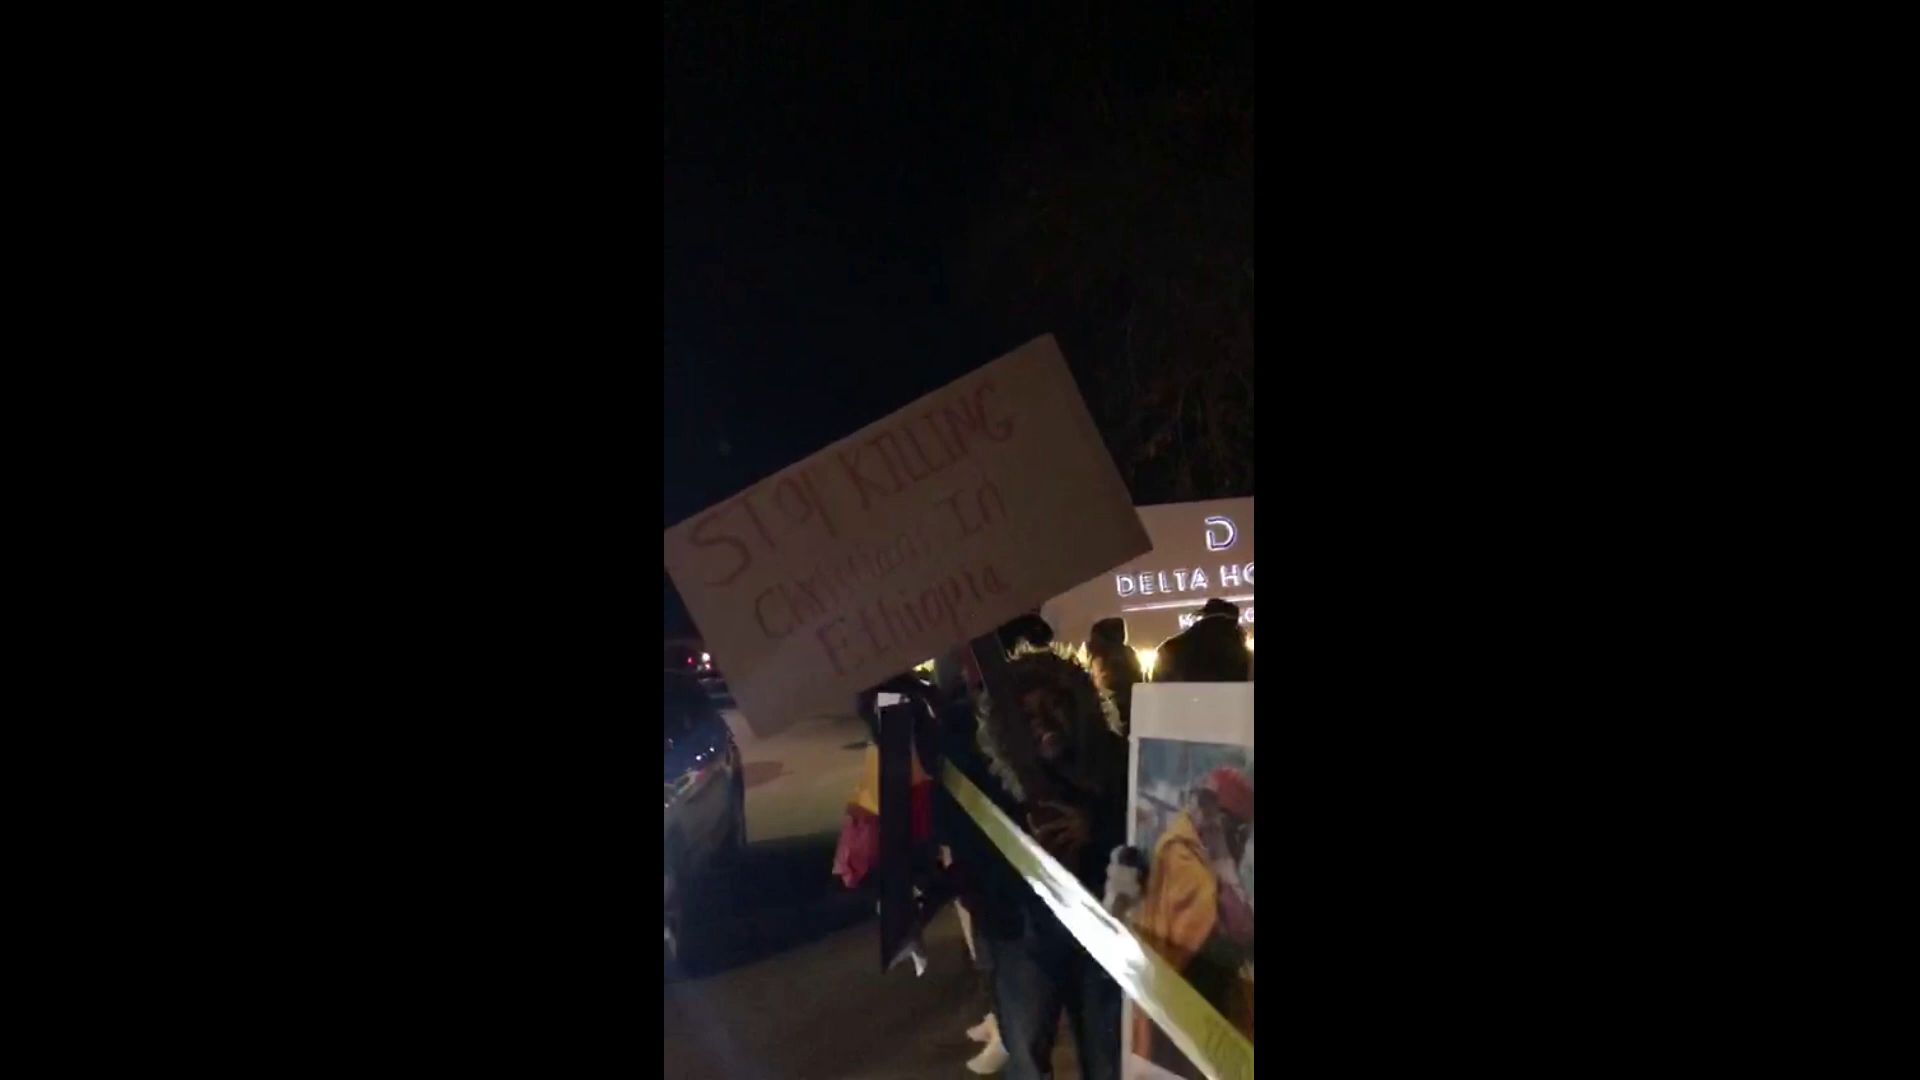 STOP KILLING
Christians In
Ethiopia
D
DELTA HO